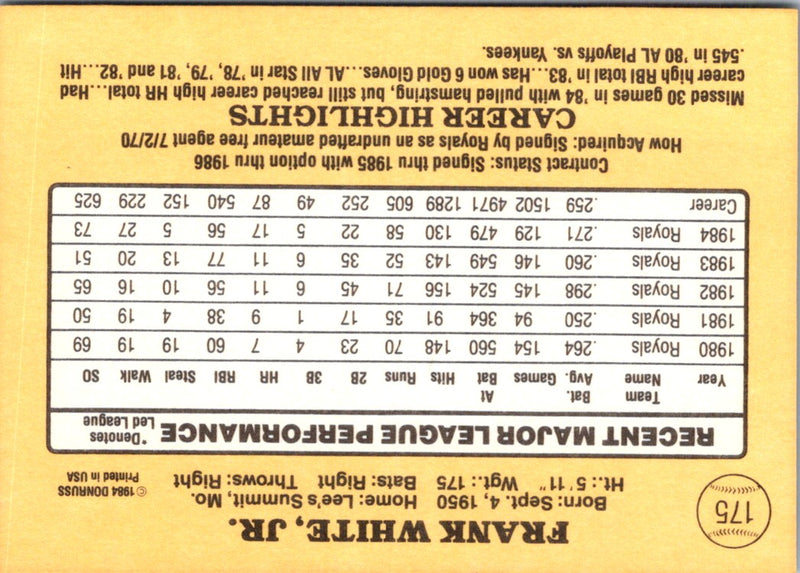 175
FRANK WHITE, JR.
Born: Sept. 4, 1950 Home: Lee's Summit, Mo.
Ht.: 5'11" Wgt.: 175 Bats: Right Throws: Right
©1984 DONRUSS
Printed in USA
RECENT MAJOR LEAGUE PERFORMANCE
*Denotes
Led League
Year Team Name Bat. Avg. Games At Bat Hits Runs 2B 3B HR RBI Steal Walk SO
1980 Royals .264 154 560 148 70 23 4 7 60 19 19 69
1981 Royals .250 94 364 91 35 17 1 9 38 4 19 50
1982 Royals .298 145 524 156 71 45 6 11 56 10 16 65
1983 Royals .260 146 549 143 52 35 6 11 77 13 20 51
1984 Royals .271 129 479 130 58 22 5 17 56 5 27 73
Career .259 1502 4971 1289 605 252 49 87 540 152 229 625
Contract Status: Signed thru 1985 with option thru 1986
How Acquired: Signed by Royals as an undrafted amateur free agent 7/2/70
CAREER HIGHLIGHTS
Missed 30 games in '84 with pulled hamstring, but still reached career high HR total...Had
career high RBI total in '83...Has won 6 Gold Gloves...AL All Star in '78, '79, '81 and '82...Hit
.545 in '80 AL Playoffs vs. Yankees.